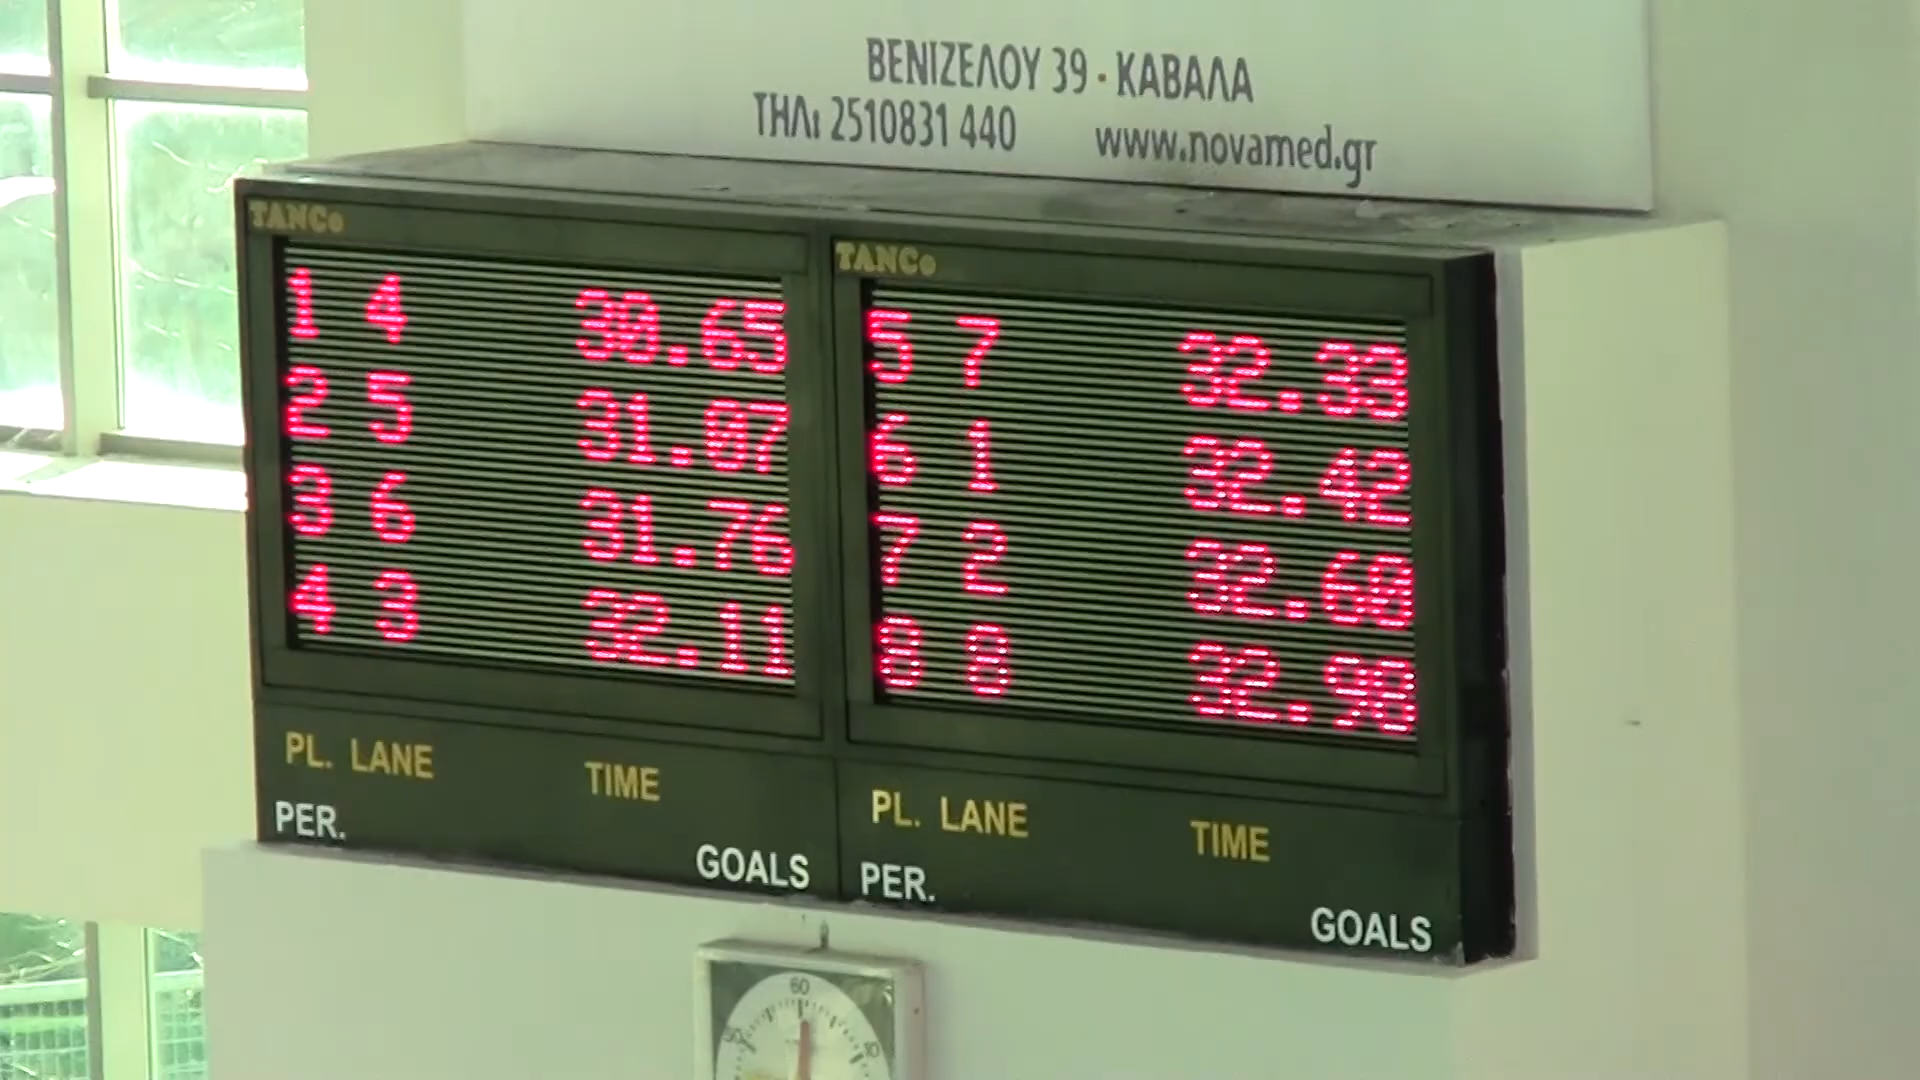 ΒΕΝΙΖΕΛΟΥ 39 · ΚΑΒΑΛΑ
ΤΗΛ: 2510831 440 www.novamed.gr
TANCo
1 4 30.65
2 5 31.07
3 6 31.76
4 3 32.11
PL. LANE TIME
PER. GOALS
TANCo
5 7 32.33
6 1 32.42
7 2 32.60
8 8 32.98
PL. LANE TIME
PER. GOALS
60